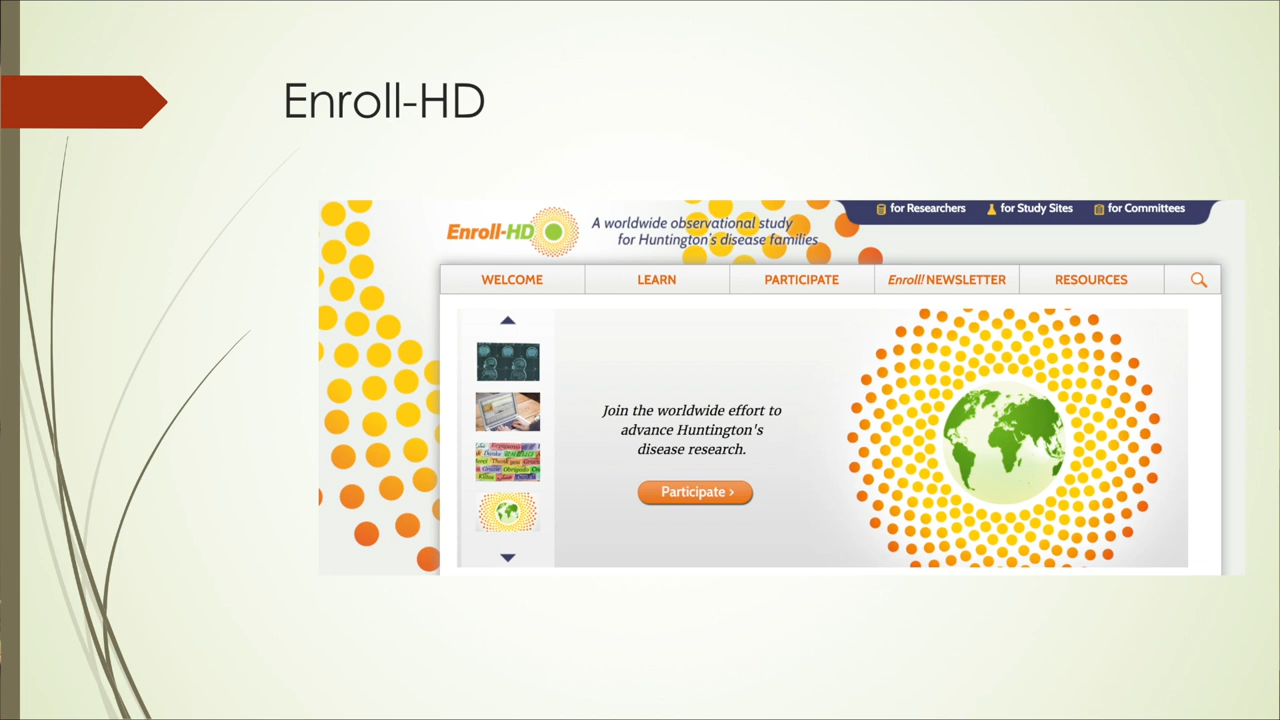 Enroll-HD
for Researchers
for Study Sites
for Committees
Enroll-HD
A worldwide observational study
for Huntington's disease families
WELCOME
LEARN
PARTICIPATE
Enroll! NEWSLETTER
RESOURCES
Join the worldwide effort to
advance Huntington's
disease research.
Participate >